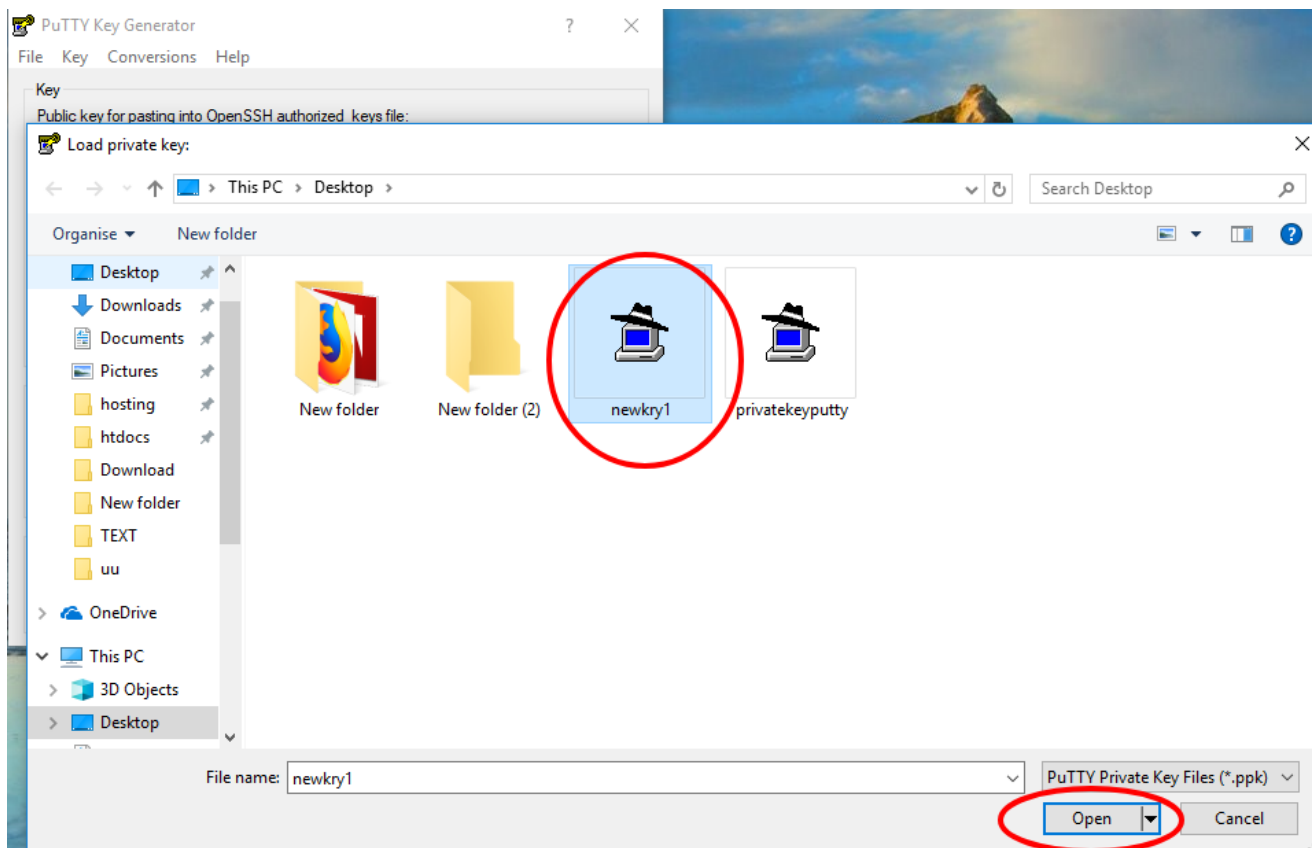 PuTTY Key Generator
?
File Key Conversions Help
Key
Public key for pasting into OpenSSH authorized_keys file:
Load private key:
This PC > Desktop >
Search Desktop
Organise
New folder
?
Desktop
Downloads
Documents
Pictures
hosting
htdocs
Download
New folder
TEXT
uu
OneDrive
This PC
3D Objects
Desktop
New folder
New folder (2)
newkry1
privatekeyputty
File name: newkry1
PuTTY Private Key Files (*.ppk)
Open
Cancel